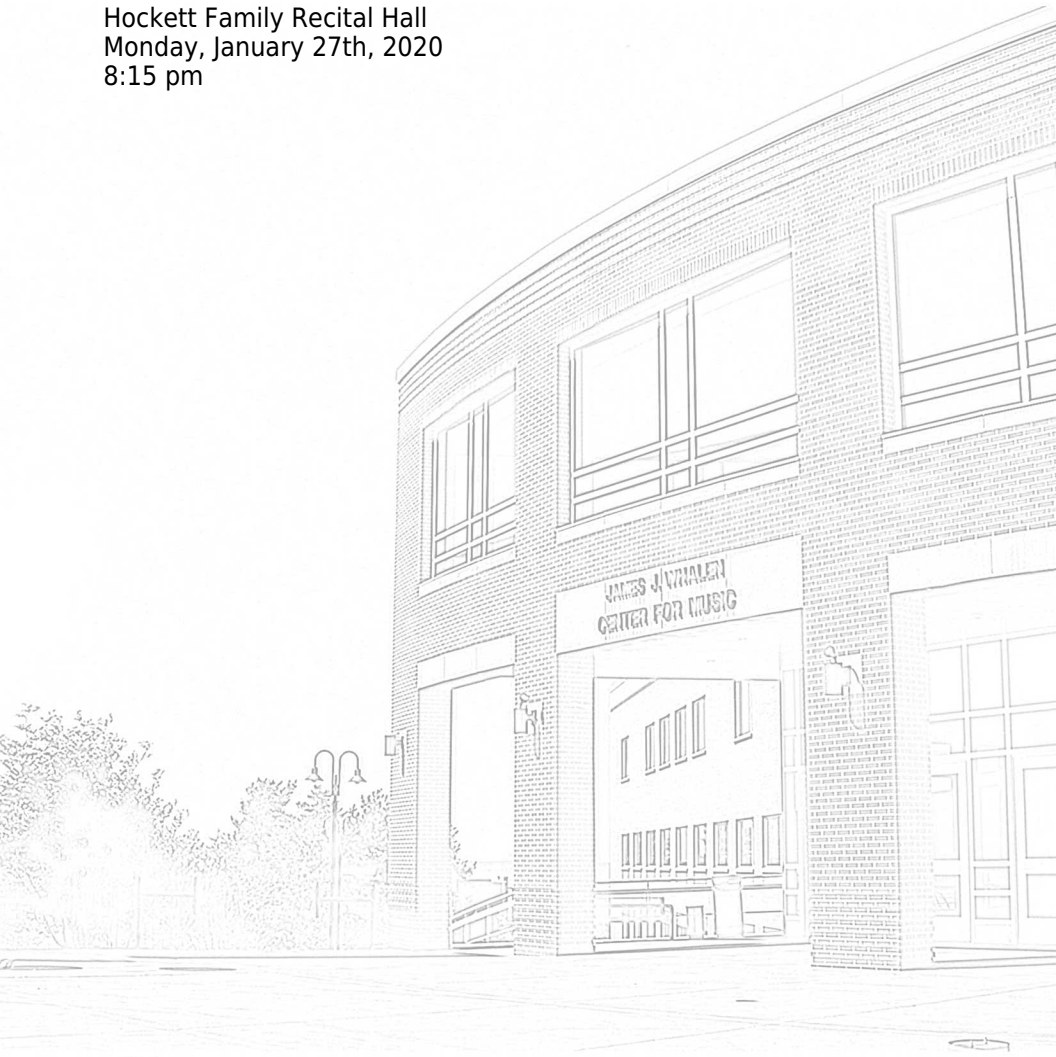 Hockett Family Recital Hall
Monday, January 27th, 2020
8:15 pm
JAMES J. WHALEN
CENTER FOR MUSIC